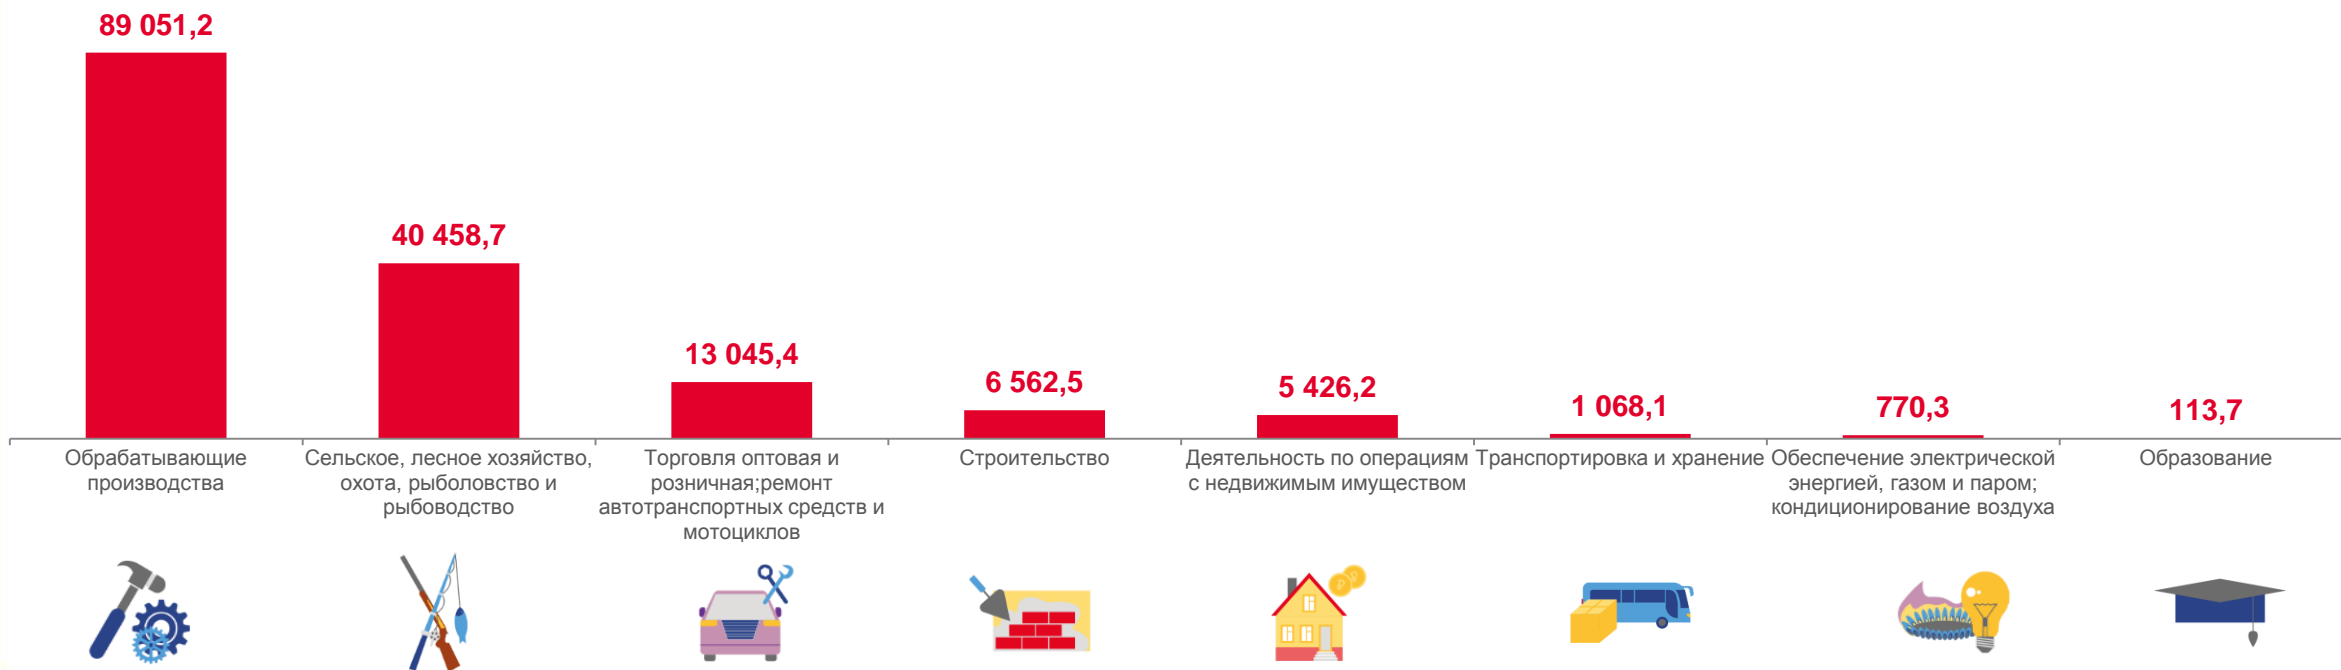 89 051,2
40 458,7
13 045,4
6 562,5
5 426,2
1 068,1
770,3
113,7
Обрабатывающие
производства
Сельское, лесное хозяйство,
охота, рыболовство и
рыбоводство
Торговля оптовая и
розничная;ремонт
автотранспортных средств и
мотоциклов
Строительство
Деятельность по операциям
с недвижимым имуществом
Транспортировка и хранение
Обеспечение электрической
энергией, газом и паром;
кондиционирование воздуха
Образование